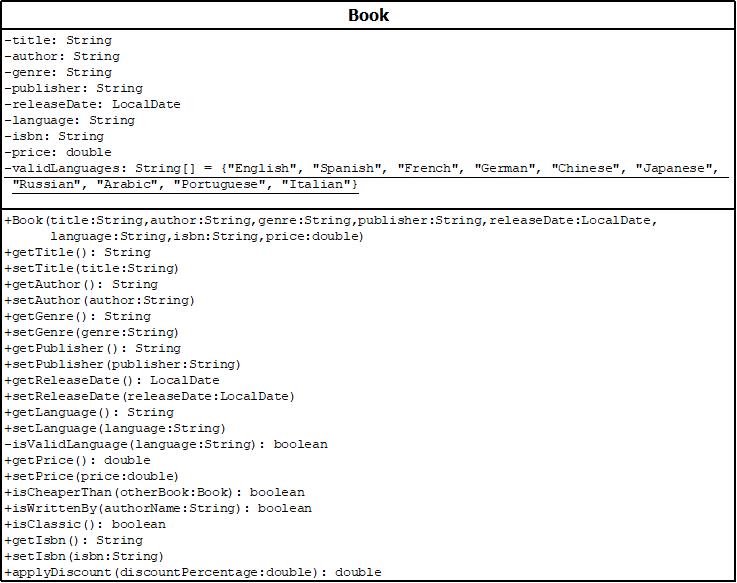 Book
-title: String
-author: String
-genre: String
-publisher: String
-releaseDate: LocalDate
-language: String
-isbn: String
-price: double
-validLanguages: String[] = {"English", "Spanish", "French", "German", "Chinese", "Japanese",
"Russian", "Arabic", "Portuguese", "Italian"}
+Book(title:String,author:String,genre:String,publisher:String,releaseDate:LocalDate,
language:String,isbn:String,price:double)
+getTitle(): String
+setTitle(title:String)
+getAuthor(): String
+setAuthor(author:String)
+getGenre(): String
+setGenre(genre:String)
+getPublisher(): String
+setPublisher(publisher:String)
+getReleaseDate(): LocalDate
+setReleaseDate(releaseDate:LocalDate)
+getLanguage(): String
+setLanguage(language:String)
-isValidLanguage(language:String): boolean
+getPrice(): double
+setPrice(price:double)
+isCheaperThan(otherBook:Book): boolean
+isWrittenBy(authorName:String): boolean
+isClassic(): boolean
+getIsbn(): String
+setIsbn(isbn:String)
+applyDiscount(discountPercentage:double): double